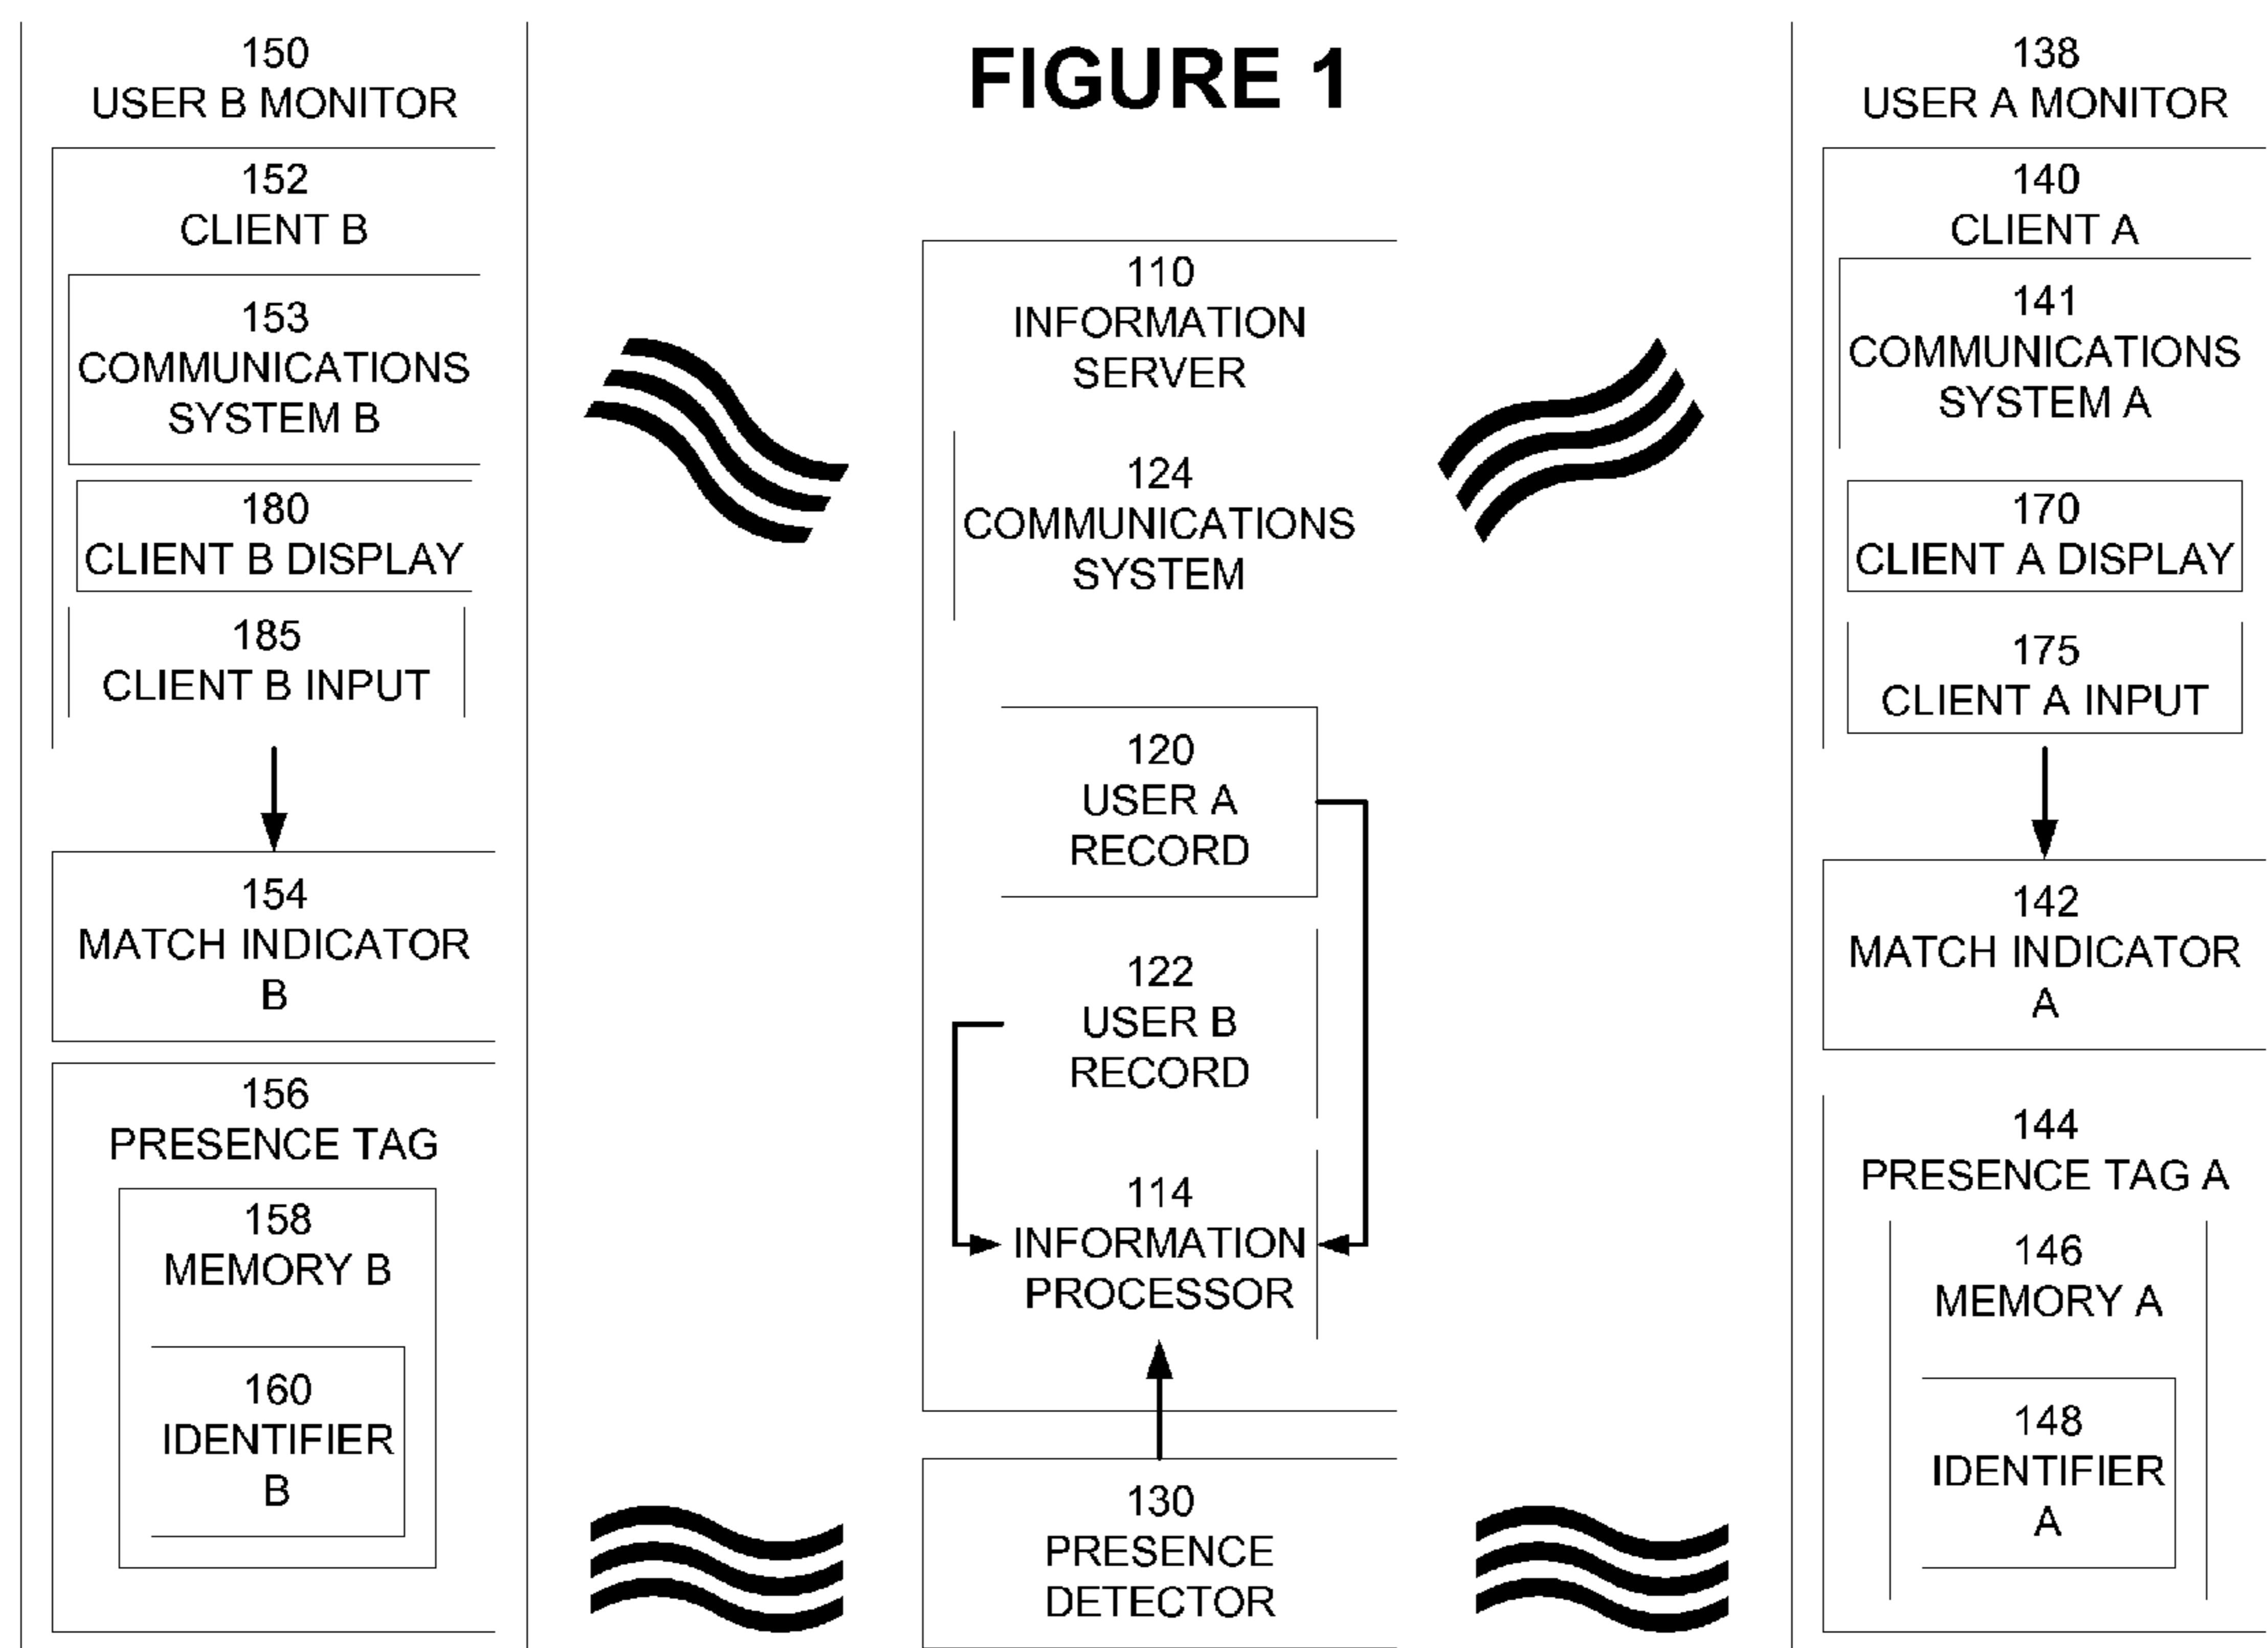 FIGURE 1
150
USER B MONITOR
152
CLIENT B
153
COMMUNICATIONS
SYSTEM B
180
CLIENT B DISPLAY
185
CLIENT B INPUT
154
MATCH INDICATOR
B
156
PRESENCE TAG
158
MEMORY B
160
IDENTIFIER
B
110
INFORMATION
SERVER
124
COMMUNICATIONS
SYSTEM
120
USER A
RECORD
122
USER B
RECORD
114
INFORMATION
PROCESSOR
130
PRESENCE
DETECTOR
138
USER A MONITOR
140
CLIENT A
141
COMMUNICATIONS
SYSTEM A
170
CLIENT A DISPLAY
175
CLIENT A INPUT
142
MATCH INDICATOR
A
144
PRESENCE TAG A
146
MEMORY A
148
IDENTIFIER
A